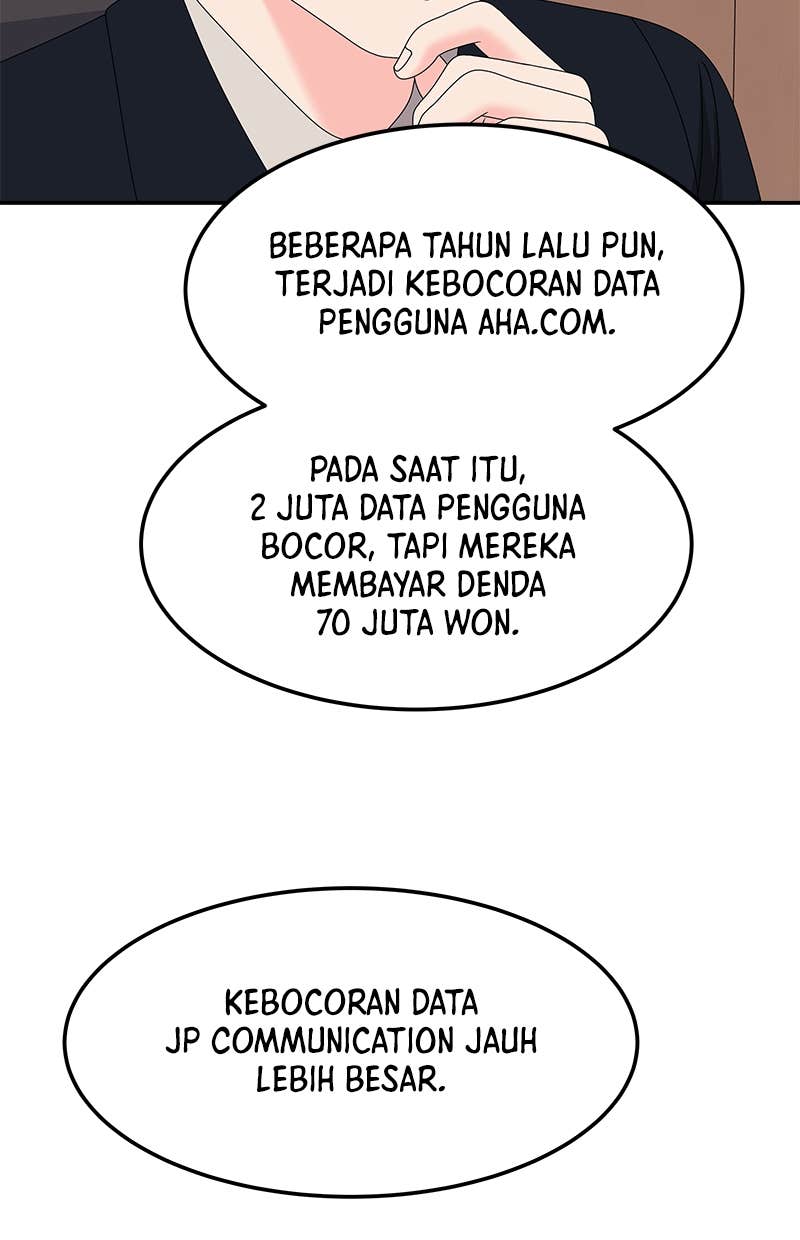 BEBERAPA TAHUN LALU PUN,
TERJADI KEBOCORAN DATA
PENGGUNA AHA.COM.
PADA SAAT ITU,
2 JUTA DATA PENGGUNA
BOCOR, TAPI MEREKA
MEMBAYAR DENDA
70 JUTA WON.
KEBOCORAN DATA
JP COMMUNICATION JAUH
LEBIH BESAR.